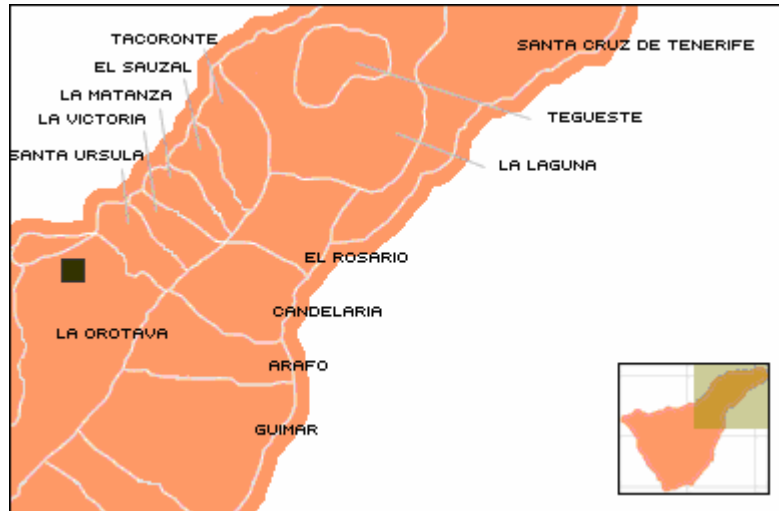 TACORONTE
SANTA CRUZ DE TENERIFE
EL SAUZAL
LA MATANZA
LA VICTORIA
TEGUESTE
SANTA URSULA
LA LAGUNA
EL ROSARIO
CANDELARIA
LA OROTAVA
ARAFO
GUIMAR